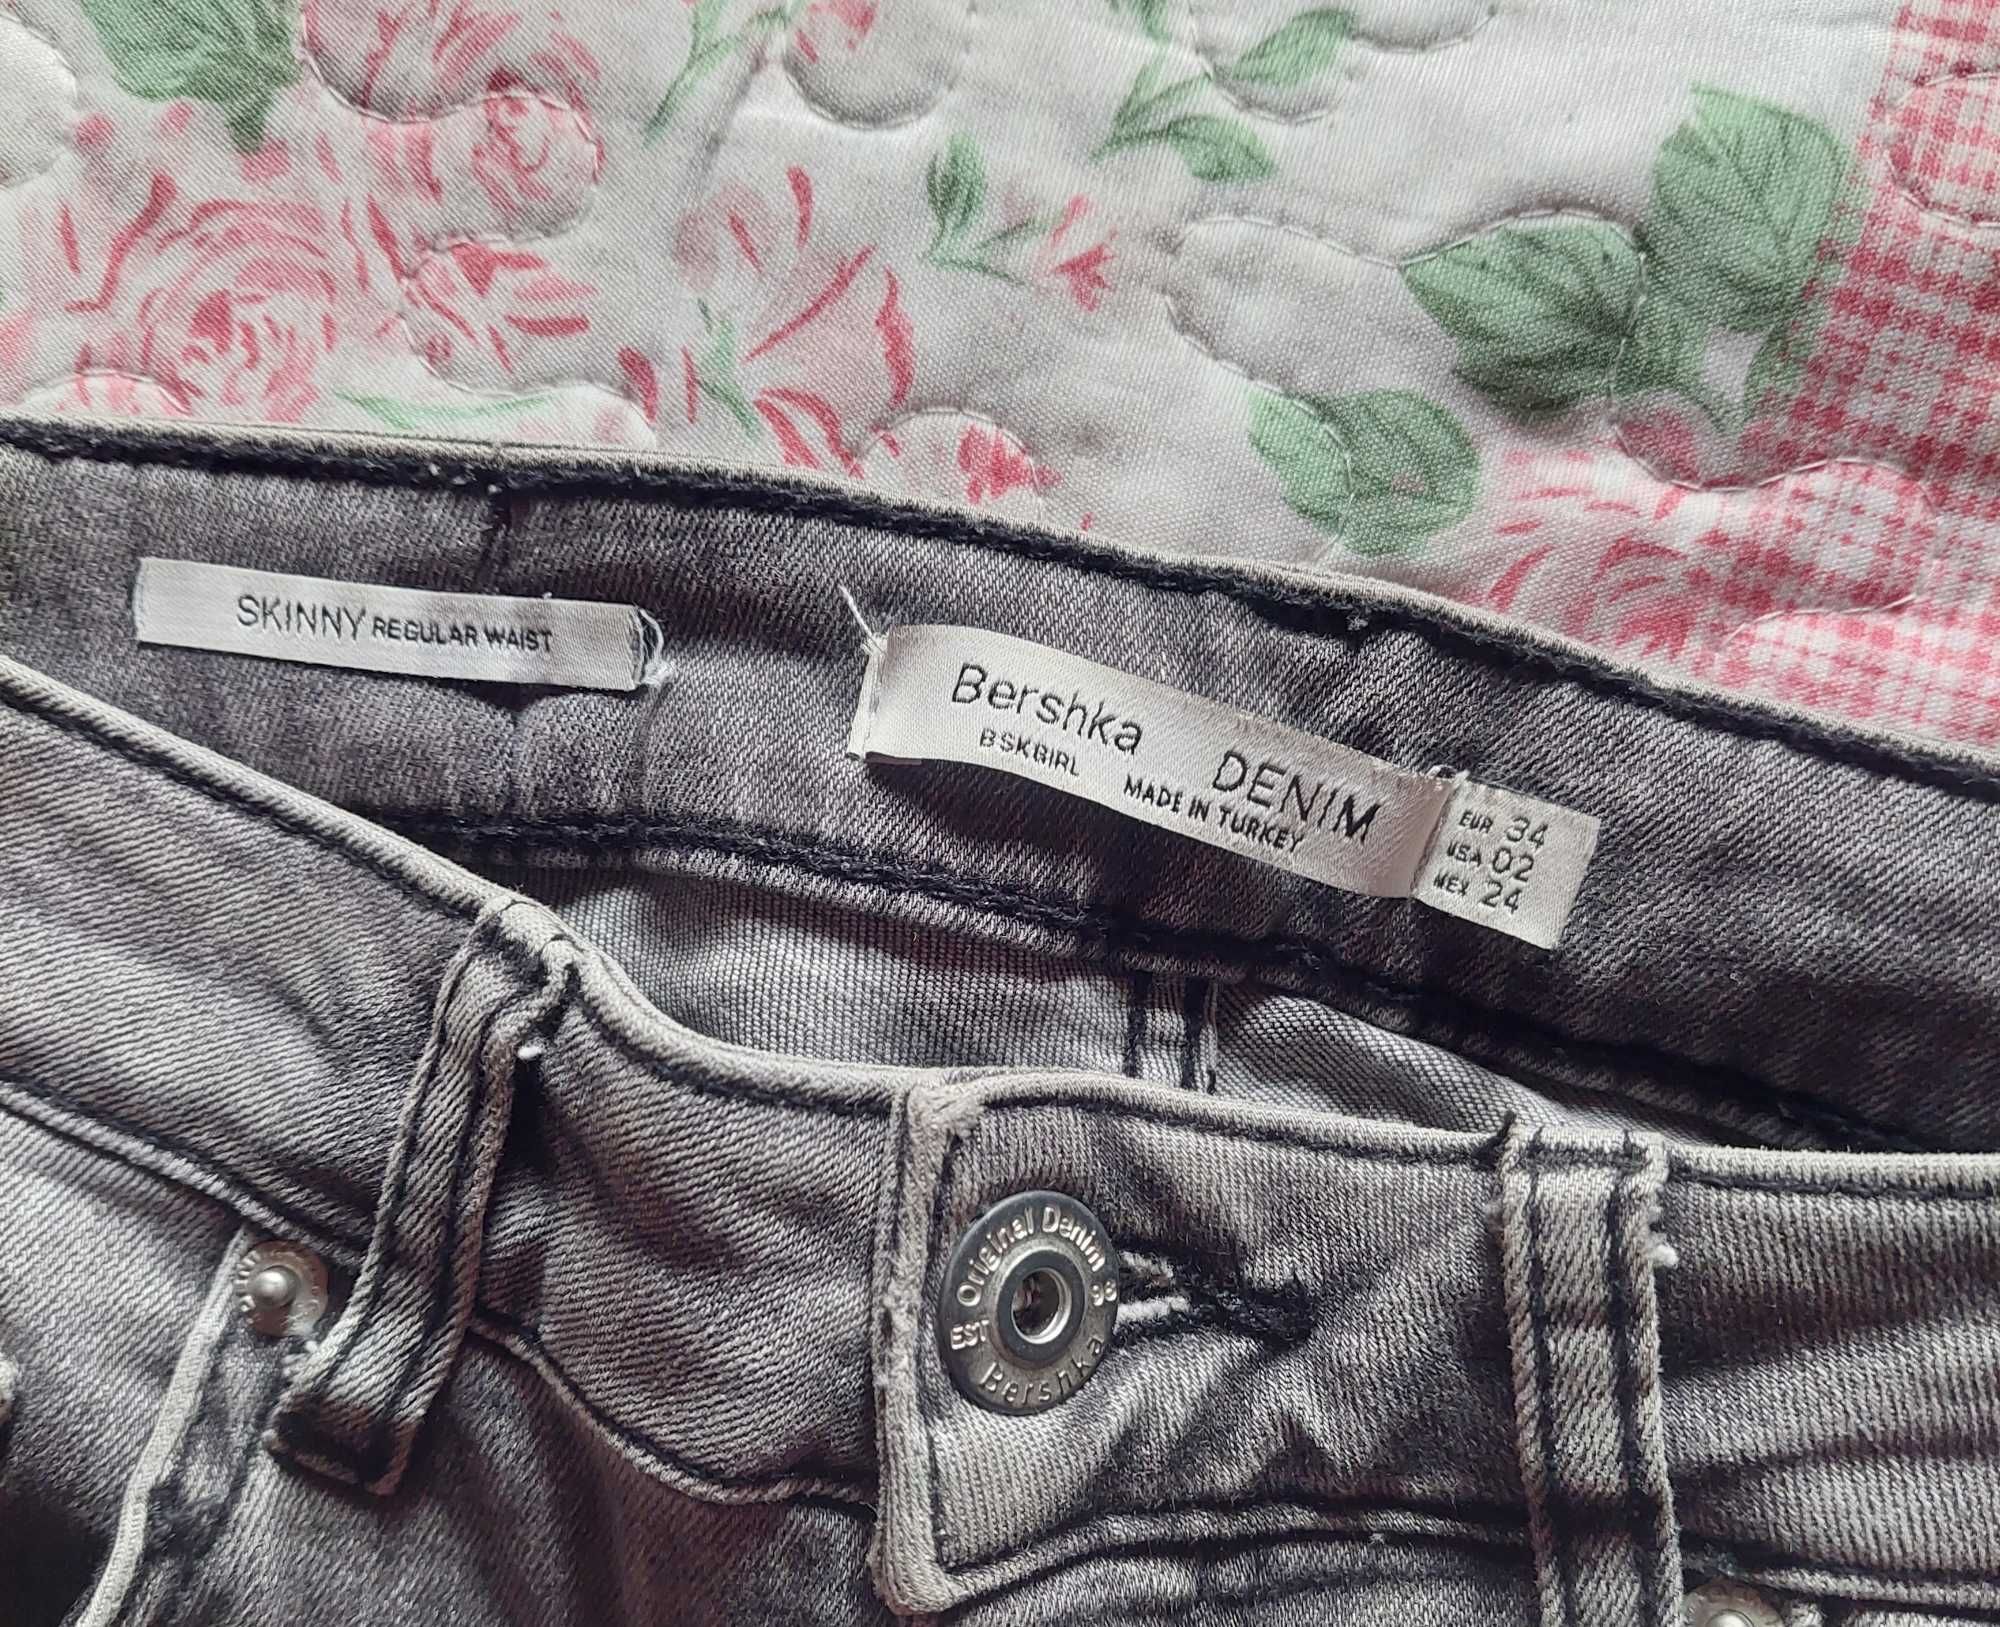 SKINNY REGULAR WAIST
Bershka DENIM
BSKGIRL MADE IN TURKEY
EUR 34
USA 02
MEX 24
Original Denim &
EST
Bershka